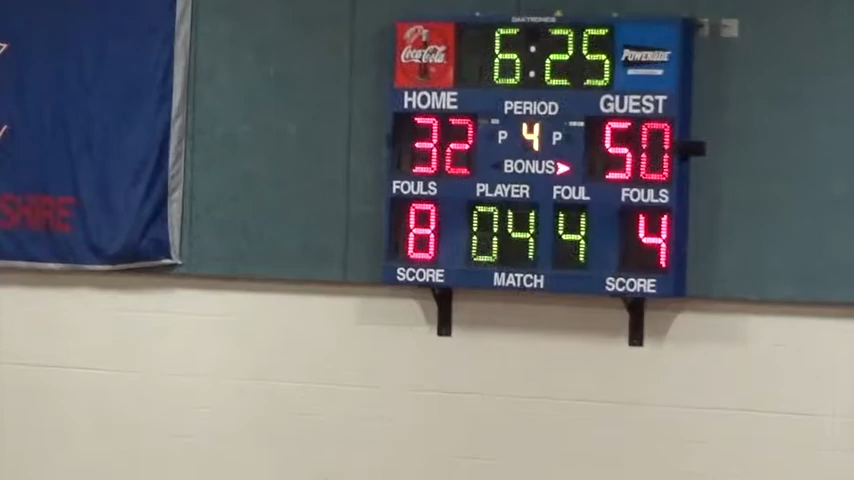 DAKTRONICS
Coca-Cola
6:25
POWERADE
HOME
PERIOD
GUEST
32
P 4 P
50
BONUS
FOULS
PLAYER
FOUL
FOULS
8
04
4
4
SCORE
MATCH
SCORE
SHIRE